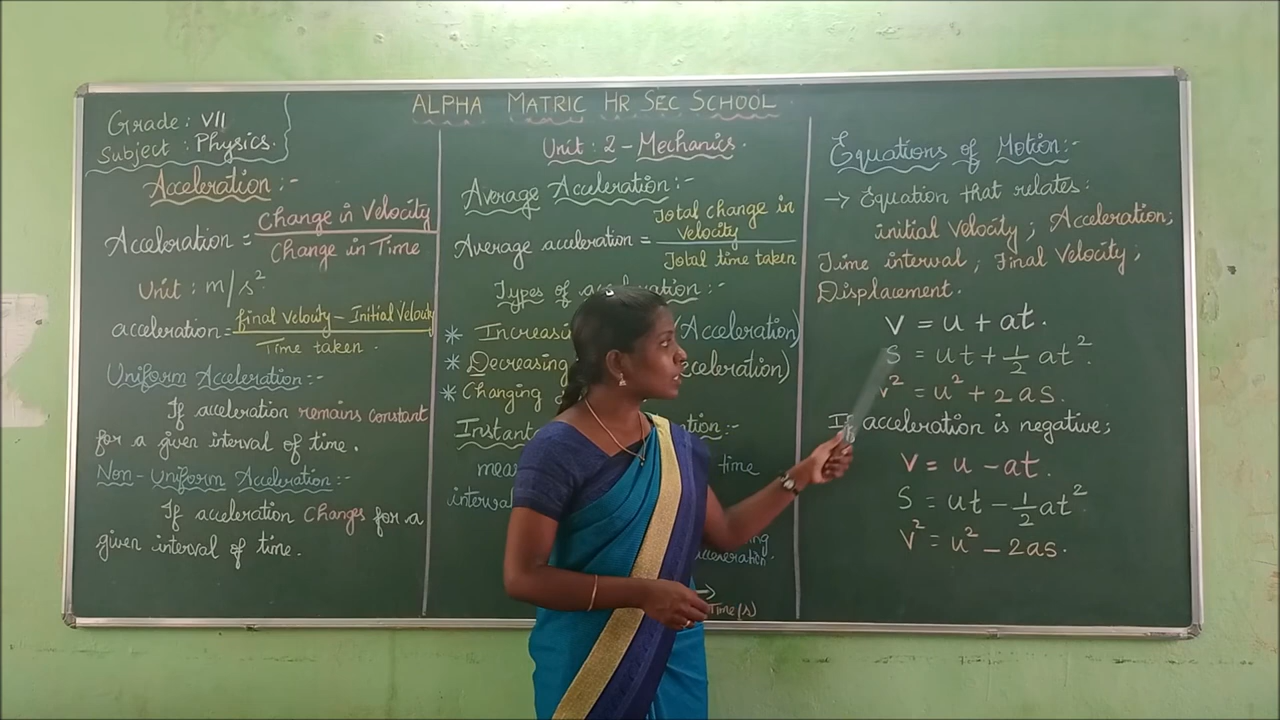 ALPHA MATRIC HR SEC SCHOOL
Grade : VII
Subject : Physics.
Acceleration :-
Acceleration = Change in Velocity
Change in Time
Unit : m/s²
acceleration = final Velocity - Initial Velocity
Time taken .
Uniform Acceleration :-
If acceleration remains constant
for a given interval of time.
Non - Uniform Acceleration :-
If acceleration Changes for a
given interval of time.
Unit : 2 - Mechanics.
Average Acceleration :-
Average acceleration = Total change in
Velocity
Total time taken
Types of :-
* (Acceleration)
* Decreasing
* Changing
:-
time
Time (s)
Equations of Motion :-
→ Equation that relates :
initial Velocity ; Acceleration ;
Time interval ; Final Velocity ;
Displacement .
V = u + at .
S = ut + 1/2 at² .
v² = u² + 2as .
If acceleration is negative ;
V = u - at .
S = ut - 1/2 at²
V² = u² - 2as .